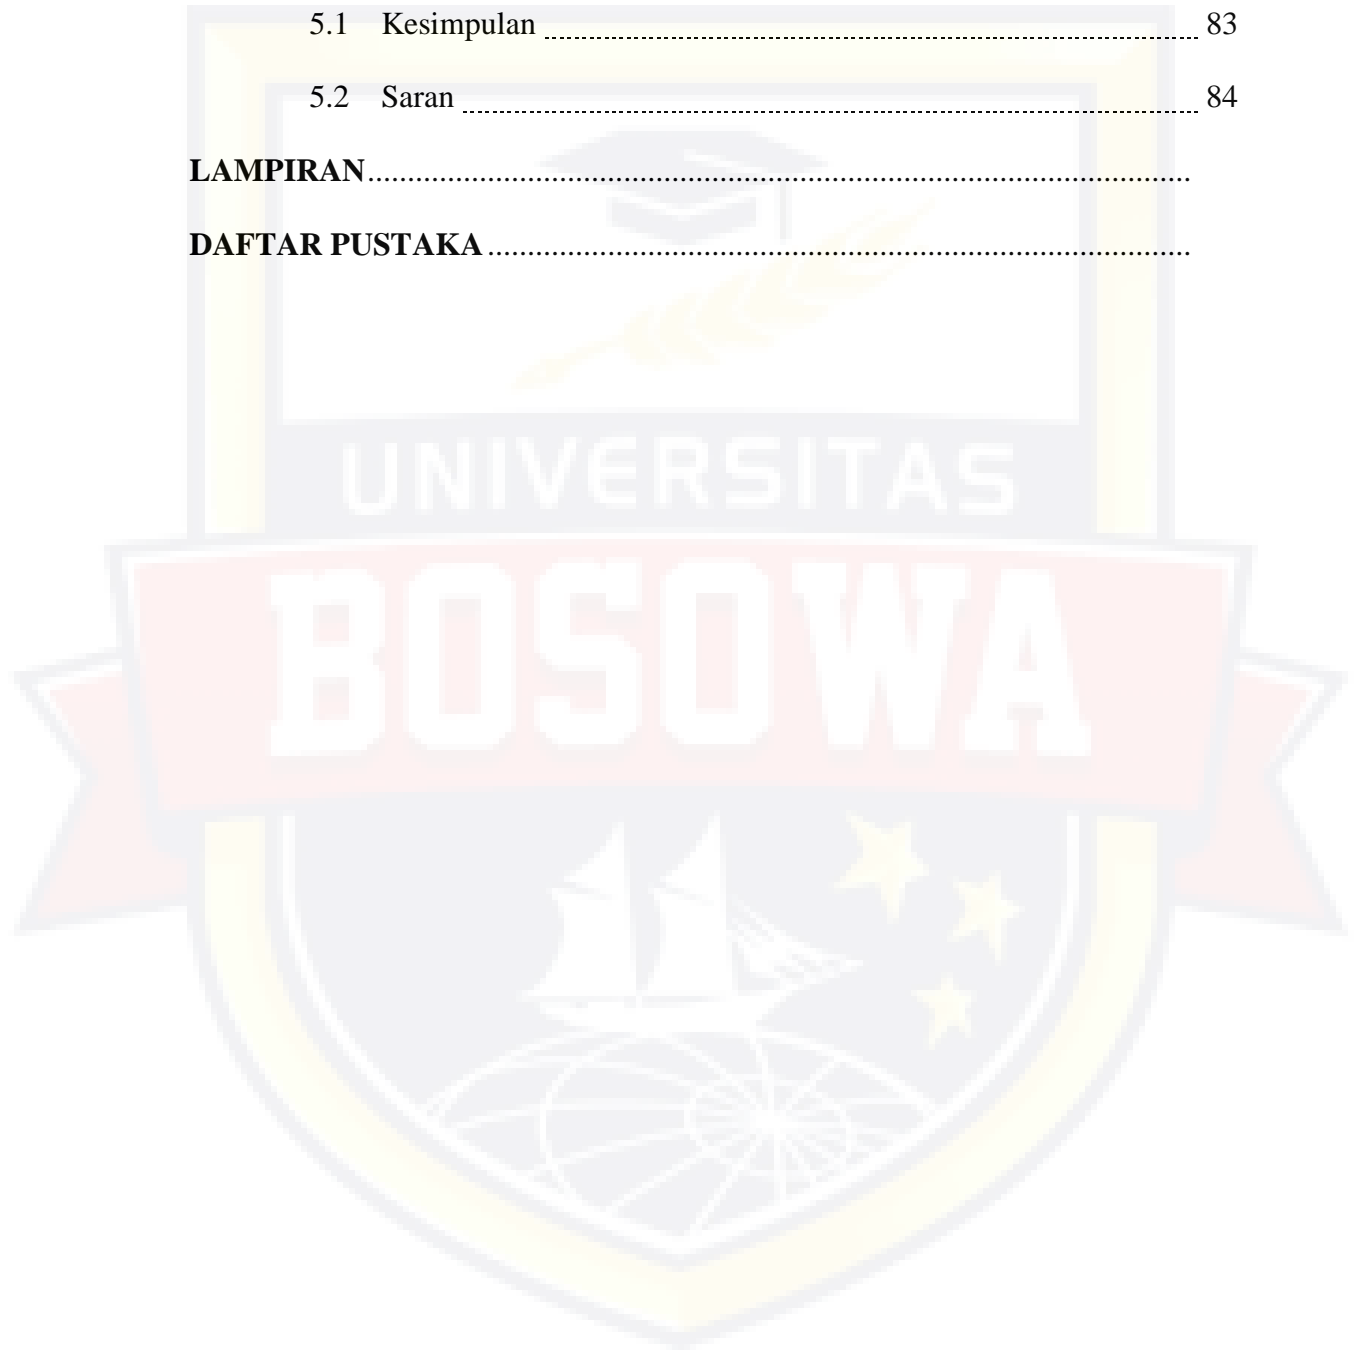 5.1 Kesimpulan ........................................ 83
5.2 Saran ........................................ 84
LAMPIRAN ........................................
DAFTAR PUSTAKA ........................................
UNIVERSITAS
BOSOWA